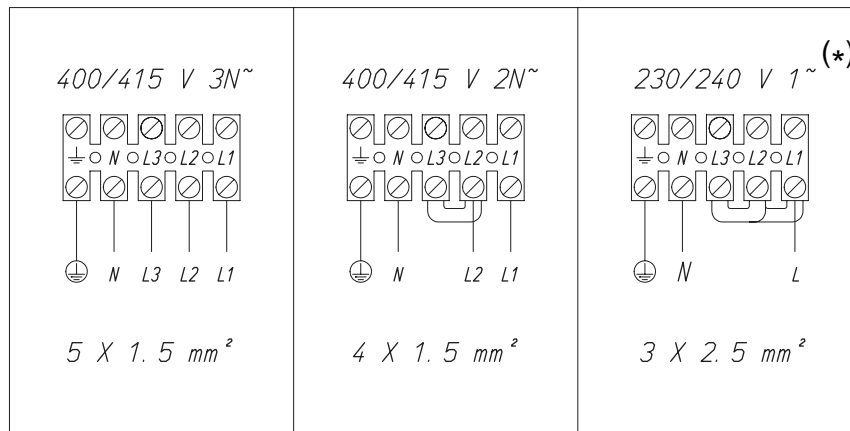 400/415 V 3N~
⏚ N L3 L2 L1
N L3 L2 L1
5 X 1.5 mm²
400/415 V 2N~
⏚ N L3 L2 L1
N L2 L1
4 X 1.5 mm²
230/240 V 1~ (*)
⏚ N L3 L2 L1
N L
3 X 2.5 mm²